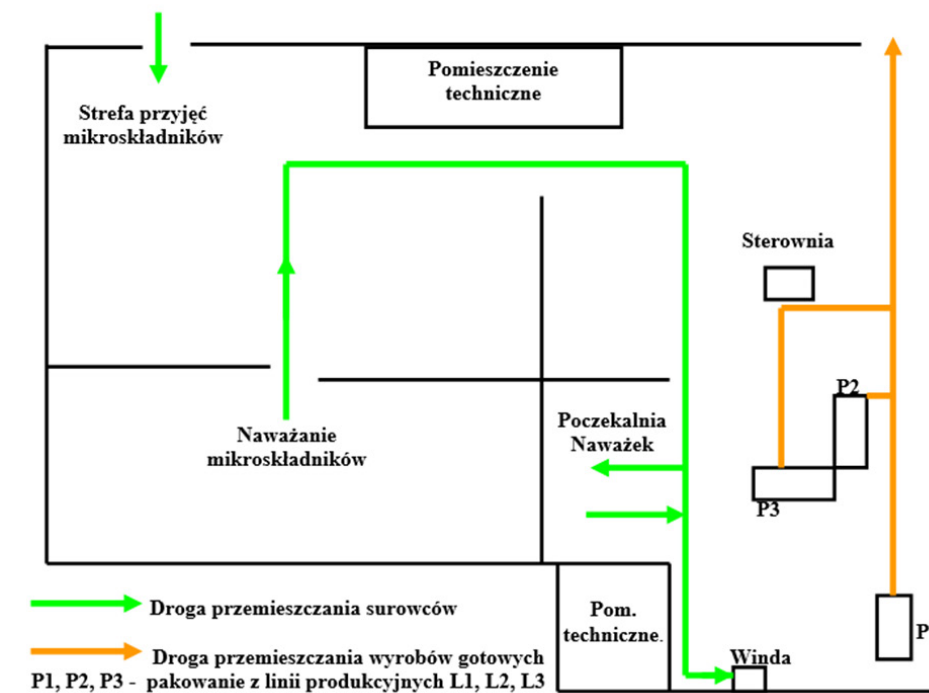 Pomieszczenie
techniczne
Strefa przyjęć
mikroskładników
Sterownia
P2
Poczekalnia
Naważek
Naważanie
mikroskładników
P3
Droga przemieszczania surowców
Pom.
techniczne.
P
Droga przemieszczania wyrobów gotowych
Winda
P1, P2, P3 - pakowanie z linii produkcyjnych L1, L2, L3